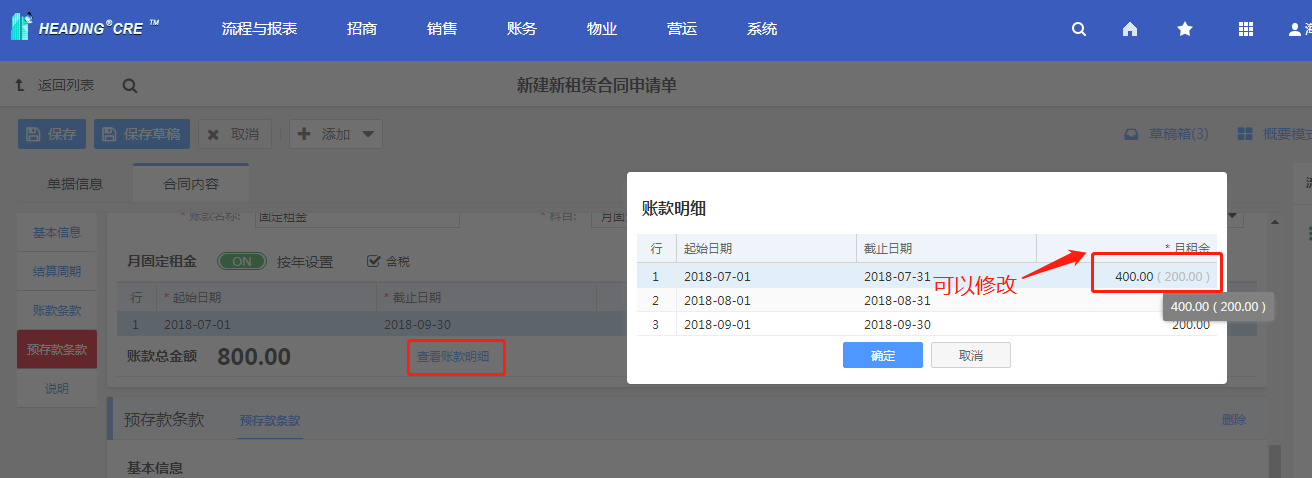 HEADING®CRE ™ 流程与报表 招商 销售 账务 物业 营运 系统
返回列表 新建新租赁合同申请单
保存 保存草稿 取消 添加 草稿箱(3) 概要模式
单据信息 合同内容
* 账款名称: 固定租金 * 科目:
基本信息
结算周期
账款条款
预存款条款
说明
月固定租金 ON 按年设置 含税
行 * 起始日期 * 截止日期
1 2018-07-01 2018-09-30
账款总金额 800.00 查看账款明细
预存款条款 预存款条款 删除
基本信息
账款明细
行 起始日期 截止日期 * 月租金
1 2018-07-01 2018-07-31 400.00 ( 200.00 )
可以修改
400.00 ( 200.00 )
2 2018-08-01 2018-08-31
3 2018-09-01 2018-09-30 200.00
确定 取消